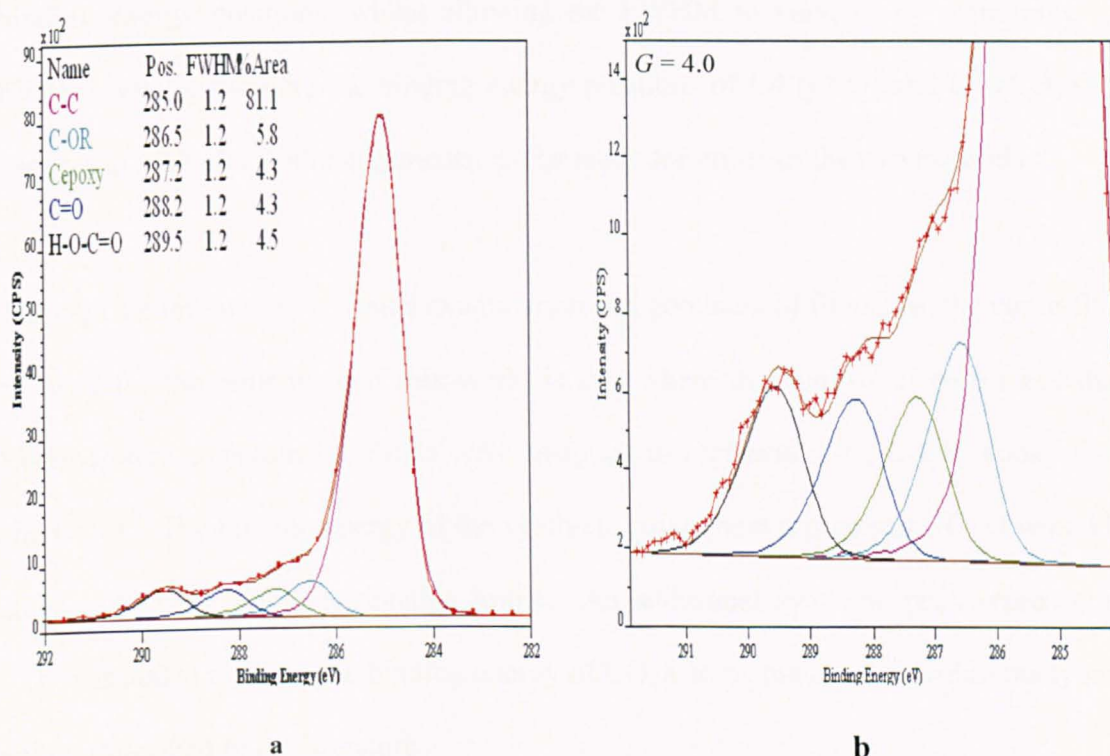 x10²
90
80
70
60
50
40
30
20
10
0
Intensity (CPS)
Name Pos. FWHM %Area
C-C 285.0 1.2 81.1
C-OR 286.5 1.2 5.8
Cepoxy 287.2 1.2 4.3
C=O 288.2 1.2 4.3
H-O-C=O 289.5 1.2 4.5
292 290 288 286 284 282
Binding Energy (eV)
a
x10²
G = 4.0
14
12
10
8
6
4
2
0
Intensity (CPS)
291 290 289 288 287 286 285
Binding Energy (eV)
b